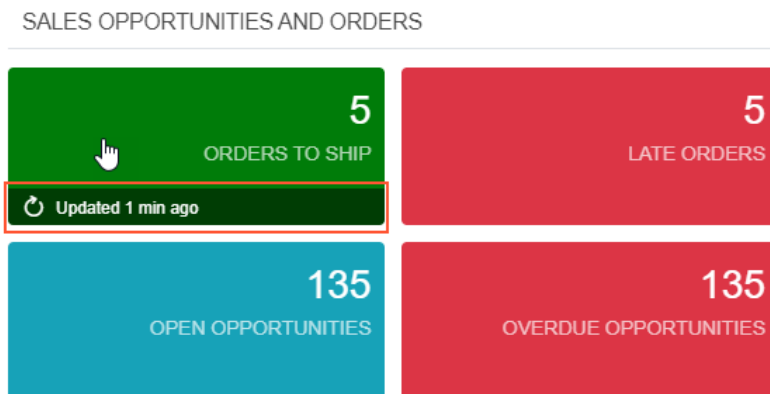 SALES OPPORTUNITIES AND ORDERS
5
ORDERS TO SHIP
Updated 1 min ago
5
LATE ORDERS
135
OPEN OPPORTUNITIES
135
OVERDUE OPPORTUNITIES